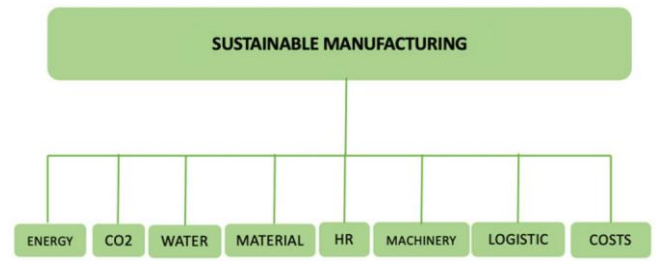 SUSTAINABLE MANUFACTURING
ENERGY
CO2
WATER
MATERIAL
HR
MACHINERY
LOGISTIC
COSTS